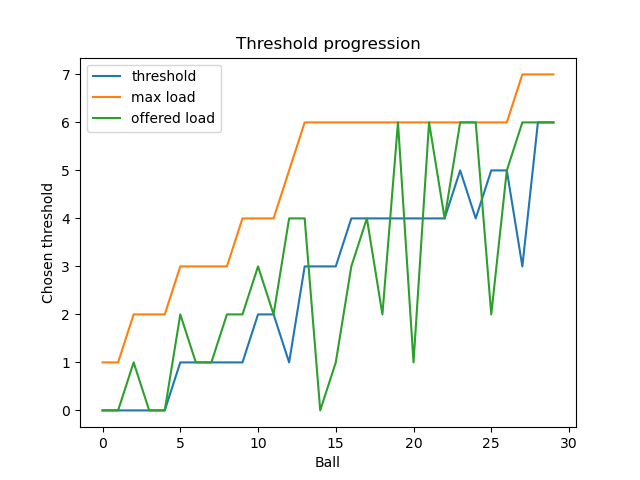 Threshold progression
threshold
max load
offered load
Chosen threshold
7
6
5
4
3
2
1
0
0 5 10 15 20 25 30
Ball